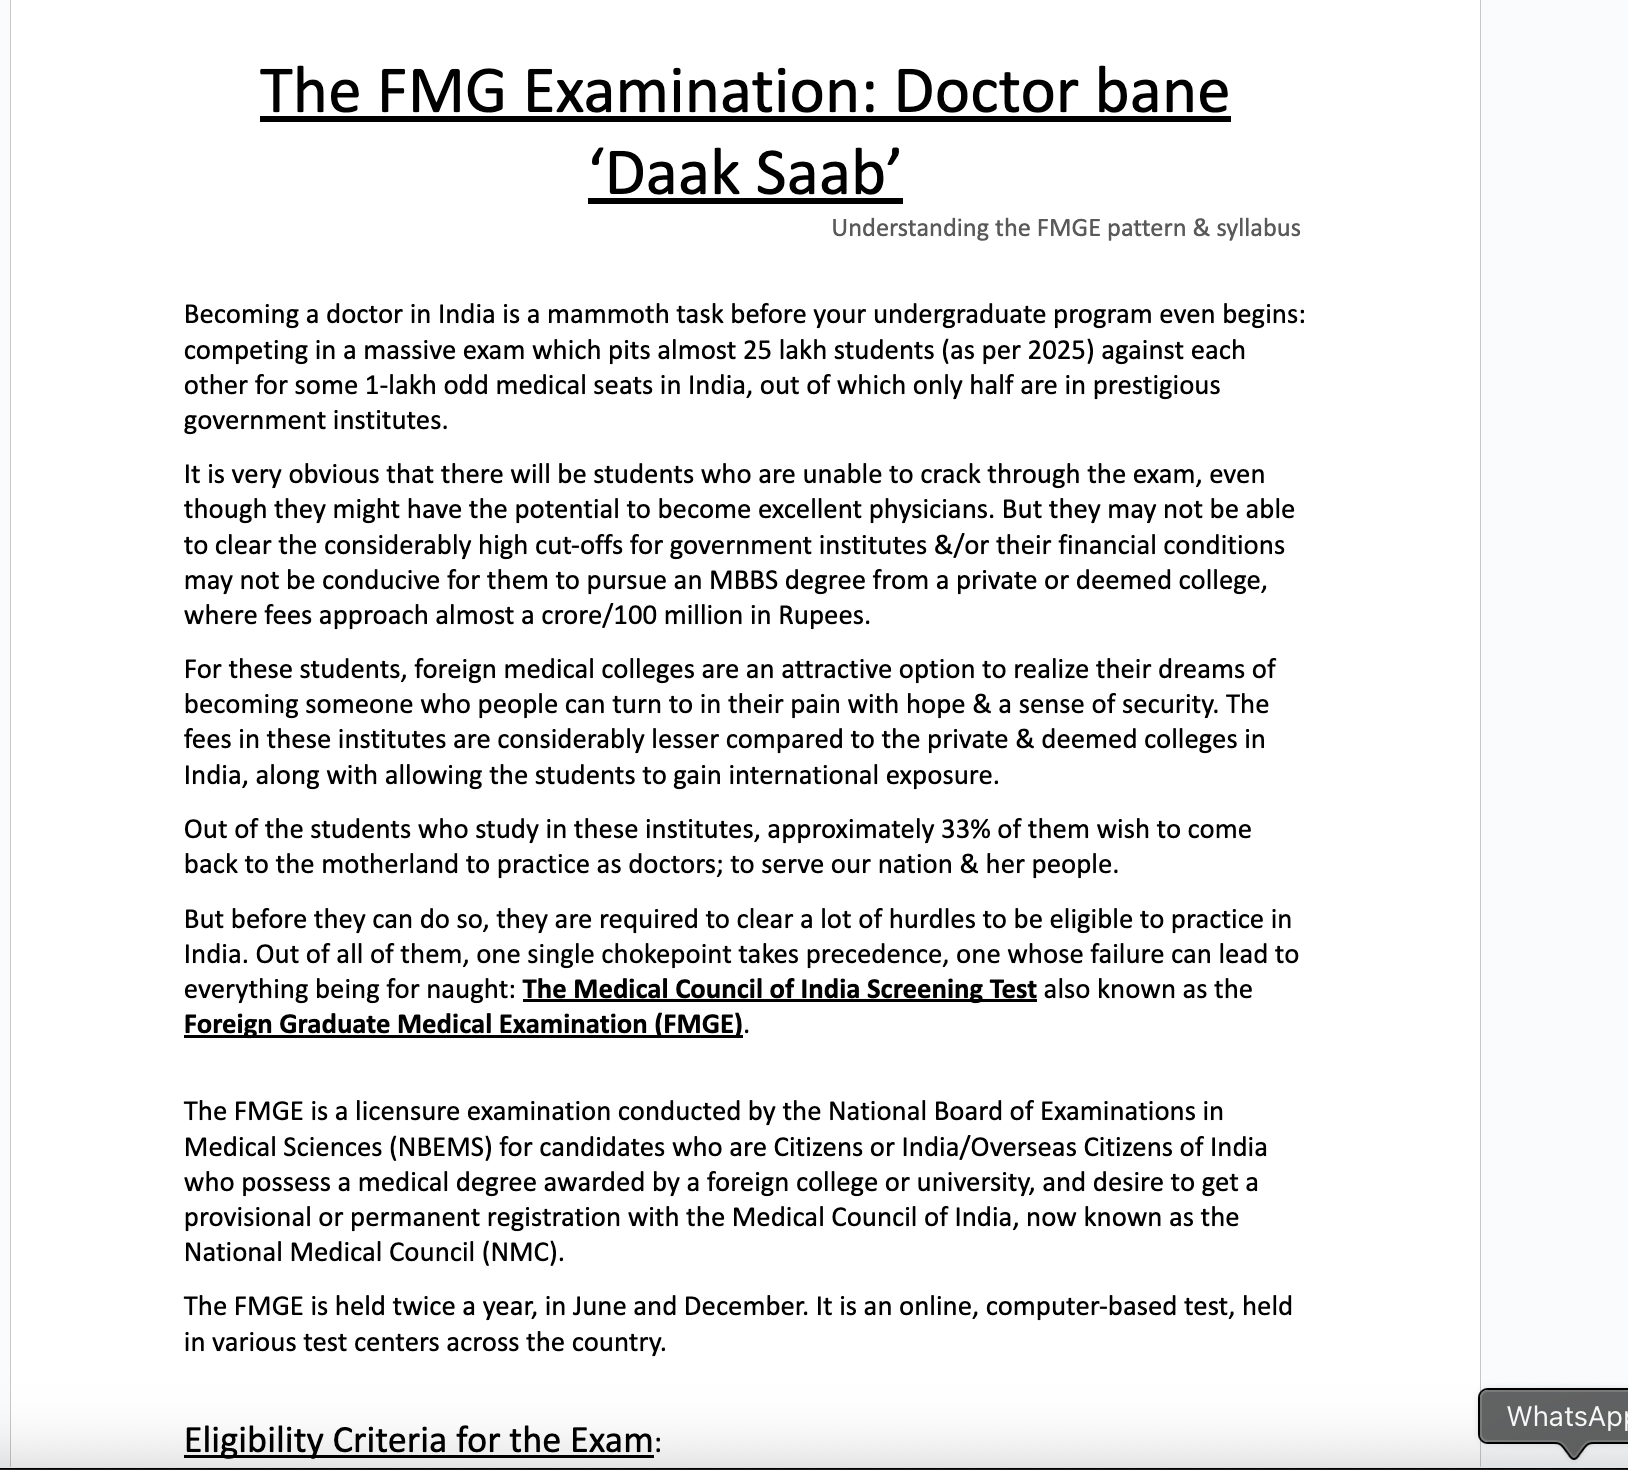 The FMG Examination: Doctor bane
‘Daak Saab’
Understanding the FMGE pattern & syllabus
Becoming a doctor in India is a mammoth task before your undergraduate program even begins:
competing in a massive exam which pits almost 25 lakh students (as per 2025) against each
other for some 1-lakh odd medical seats in India, out of which only half are in prestigious
government institutes.
It is very obvious that there will be students who are unable to crack through the exam, even
though they might have the potential to become excellent physicians. But they may not be able
to clear the considerably high cut-offs for government institutes &/or their financial conditions
may not be conducive for them to pursue an MBBS degree from a private or deemed college,
where fees approach almost a crore/100 million in Rupees.
For these students, foreign medical colleges are an attractive option to realize their dreams of
becoming someone who people can turn to in their pain with hope & a sense of security. The
fees in these institutes are considerably lesser compared to the private & deemed colleges in
India, along with allowing the students to gain international exposure.
Out of the students who study in these institutes, approximately 33% of them wish to come
back to the motherland to practice as doctors; to serve our nation & her people.
But before they can do so, they are required to clear a lot of hurdles to be eligible to practice in
India. Out of all of them, one single chokepoint takes precedence, one whose failure can lead to
everything being for naught: The Medical Council of India Screening Test also known as the
Foreign Graduate Medical Examination (FMGE).
The FMGE is a licensure examination conducted by the National Board of Examinations in
Medical Sciences (NBEMS) for candidates who are Citizens or India/Overseas Citizens of India
who possess a medical degree awarded by a foreign college or university, and desire to get a
provisional or permanent registration with the Medical Council of India, now known as the
National Medical Council (NMC).
The FMGE is held twice a year, in June and December. It is an online, computer-based test, held
in various test centers across the country.
Eligibility Criteria for the Exam: